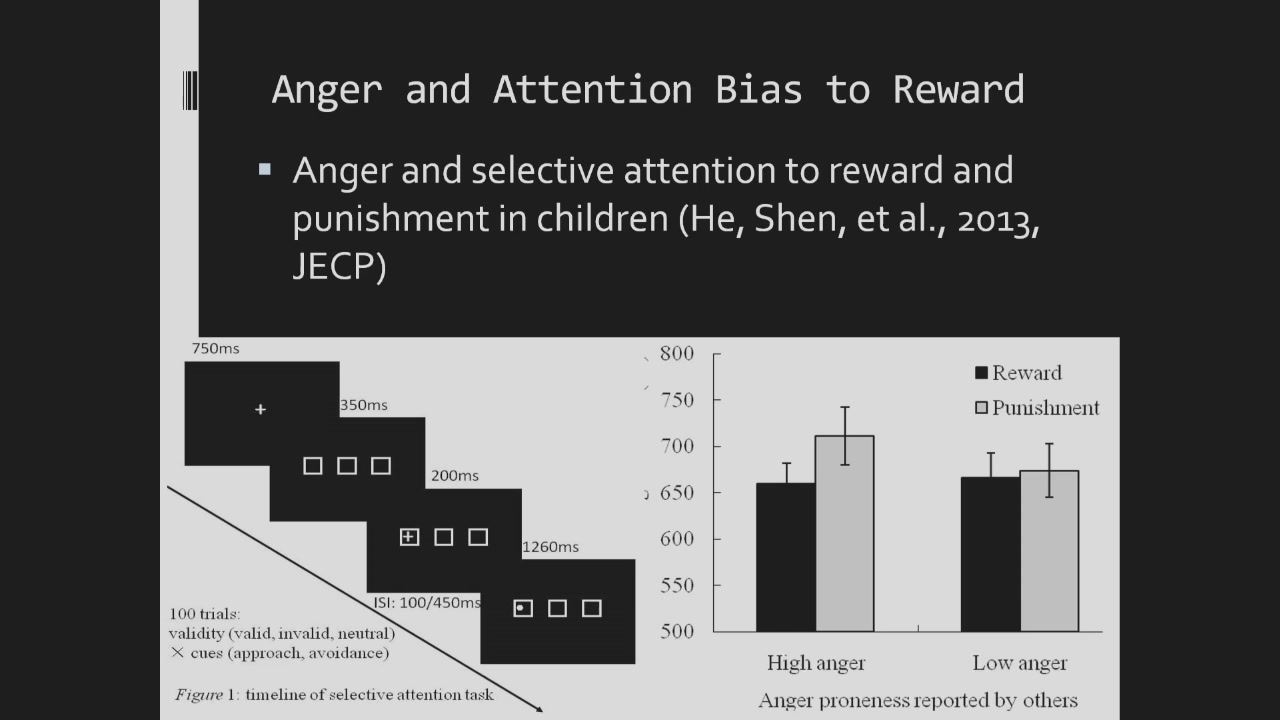 Anger and Attention Bias to Reward
Anger and selective attention to reward and
punishment in children (He, Shen, et al., 2013,
JECP)
750ms
350ms
200ms
1260ms
ISI: 100/450ms
100 trials:
validity (valid, invalid, neutral)
× cues (approach, avoidance)
Figure 1: timeline of selective attention task
800
750
700
650
600
550
500
Reward
Punishment
High anger
Low anger
Anger proneness reported by others